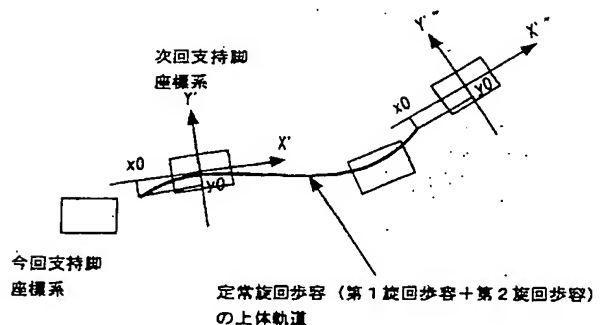 次回支持脚
座標系
Y'
X'
x0
y0
Y'"
X'"
x0
y0
今回支持脚
座標系
定常旋回歩容（第1旋回歩容＋第2旋回歩容）
の上体軌道